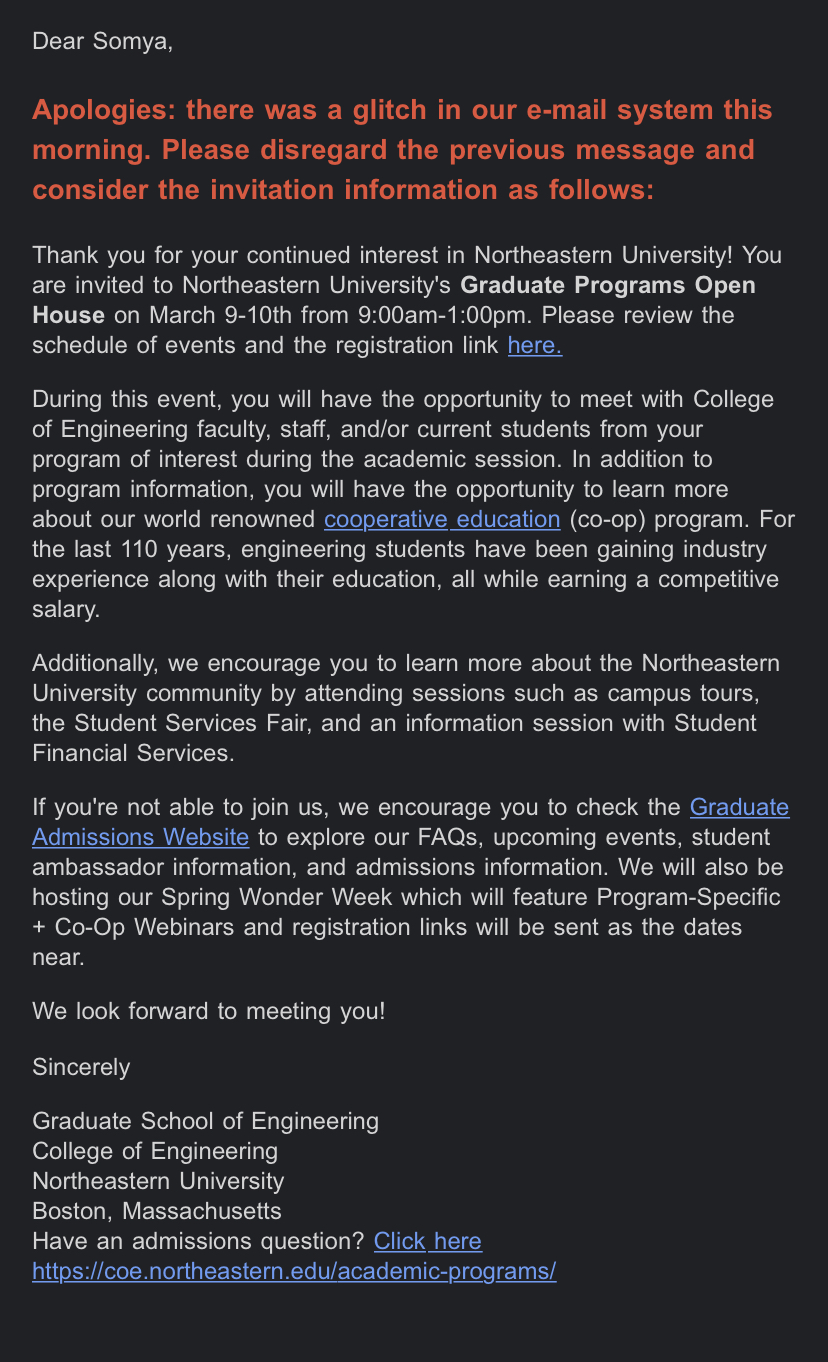 Dear Somya,
Apologies: there was a glitch in our e-mail system this
morning. Please disregard the previous message and
consider the invitation information as follows:
Thank you for your continued interest in Northeastern University! You
are invited to Northeastern University's Graduate Programs Open
House on March 9-10th from 9:00am-1:00pm. Please review the
schedule of events and the registration link here.
During this event, you will have the opportunity to meet with College
of Engineering faculty, staff, and/or current students from your
program of interest during the academic session. In addition to
program information, you will have the opportunity to learn more
about our world renowned cooperative education (co-op) program. For
the last 110 years, engineering students have been gaining industry
experience along with their education, all while earning a competitive
salary.
Additionally, we encourage you to learn more about the Northeastern
University community by attending sessions such as campus tours,
the Student Services Fair, and an information session with Student
Financial Services.
If you're not able to join us, we encourage you to check the Graduate
Admissions Website to explore our FAQs, upcoming events, student
ambassador information, and admissions information. We will also be
hosting our Spring Wonder Week which will feature Program-Specific
+ Co-Op Webinars and registration links will be sent as the dates
near.
We look forward to meeting you!
Sincerely
Graduate School of Engineering
College of Engineering
Northeastern University
Boston, Massachusetts
Have an admissions question? Click here
https://coe.northeastern.edu/academic-programs/